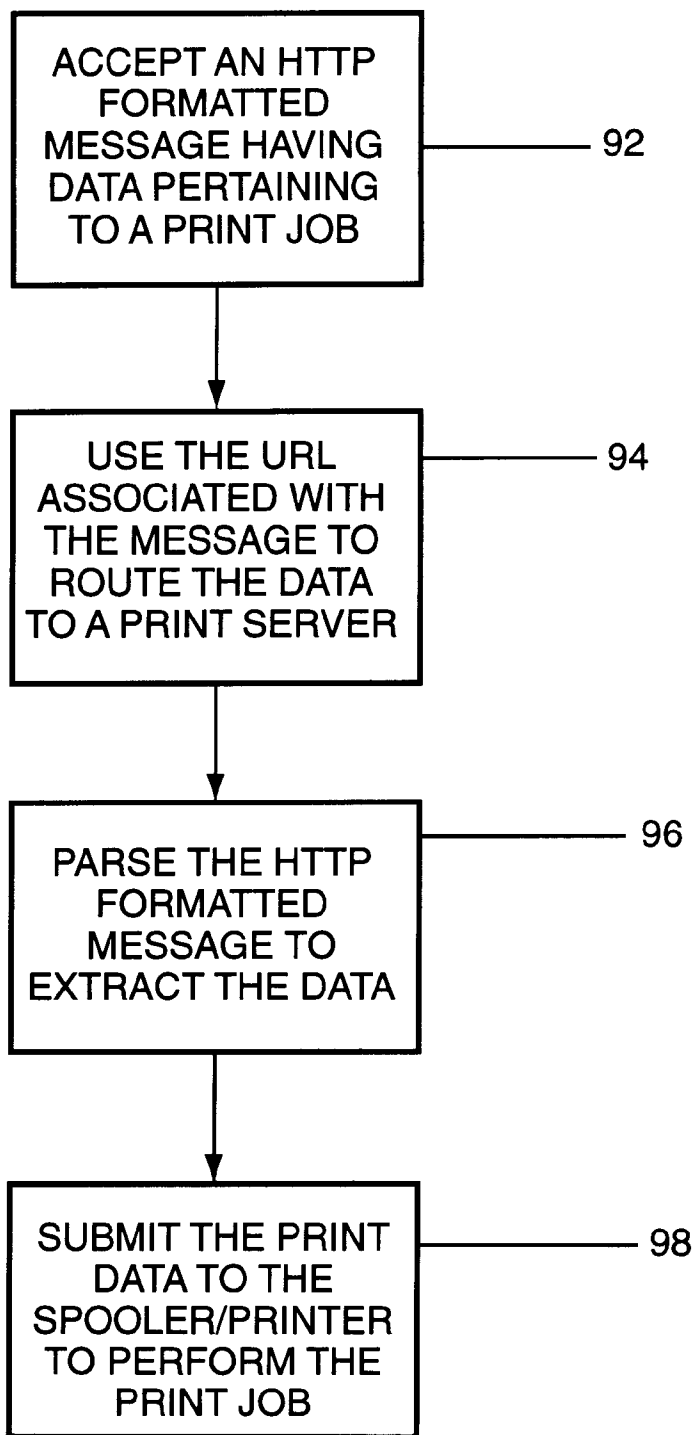 ACCEPT AN HTTP
FORMATTED
MESSAGE HAVING
DATA PERTAINING
TO A PRINT JOB
92
USE THE URL
ASSOCIATED WITH
THE MESSAGE TO
ROUTE THE DATA
TO A PRINT SERVER
94
PARSE THE HTTP
FORMATTED
MESSAGE TO
EXTRACT THE DATA
96
SUBMIT THE PRINT
DATA TO THE
SPOOLER/PRINTER
TO PERFORM THE
PRINT JOB
98